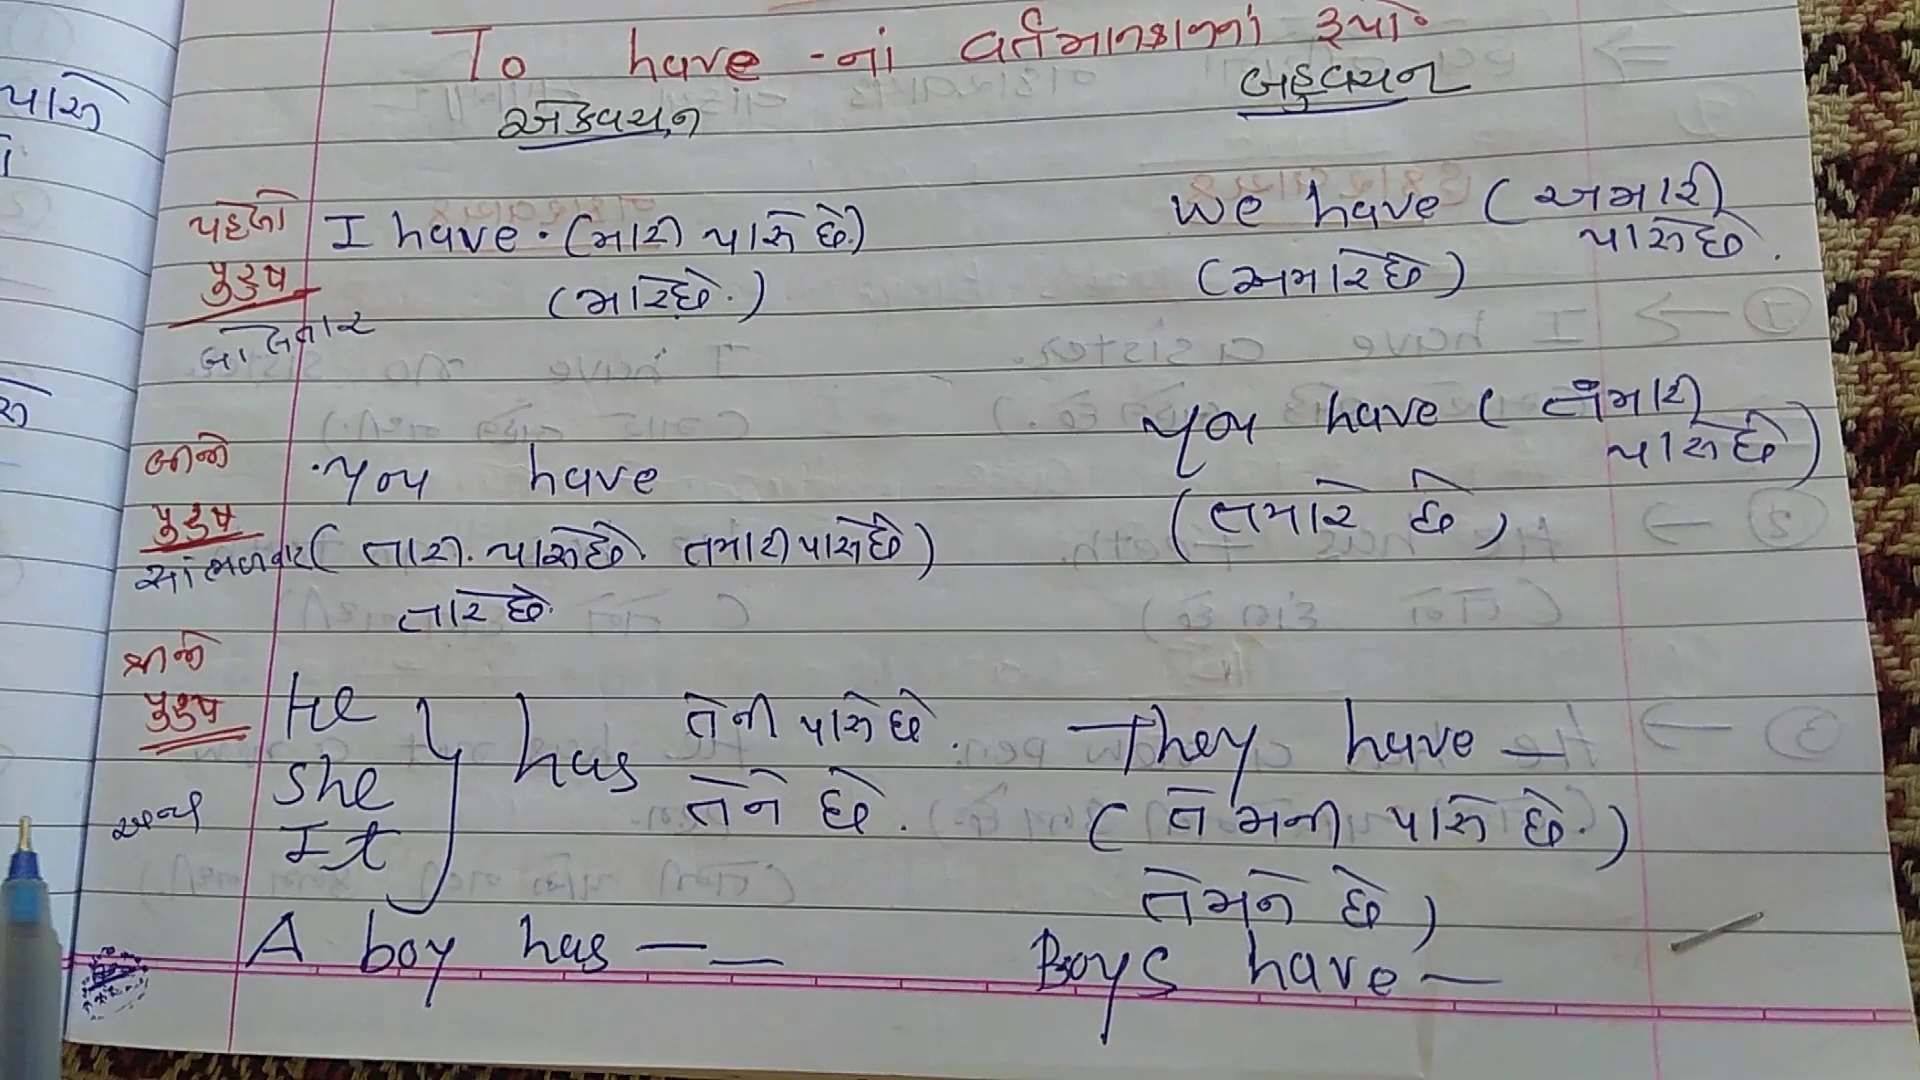 To have -નાં વર્તમાનકાળનાં રૂપો
એકવચન
બહુવચન
પહેલો પુરુષ
બોલનાર
I have. (મારી પાસે છે.)
(મારે છે.)
We have (અમારી પાસે છે.
(અમારે છે)
બીજો પુરુષ
સાંભળનાર
You have
(તારી. પાસે છે. તમારી પાસે છે)
તારે છે.
You have (તમારી પાસે છે)
(તમારે છે)
ત્રીજો પુરુષ
અન્ય
He
She
It
has
તેની પાસે છે.
તેને છે.
They have —
(તેમની પાસે છે.)
તેમને છે)
A boy has — —
Boys have —
પાસે